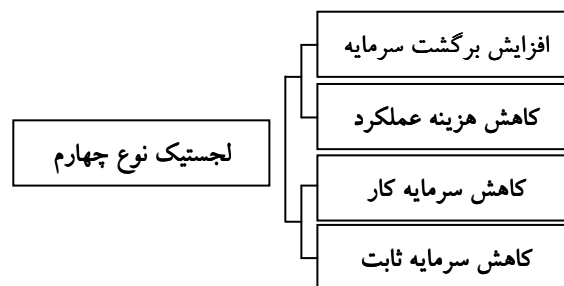 افزایش برگشت سرمایه
کاهش هزینه عملکرد
لجستیک نوع چهارم
کاهش سرمایه کار
کاهش سرمایه ثابت